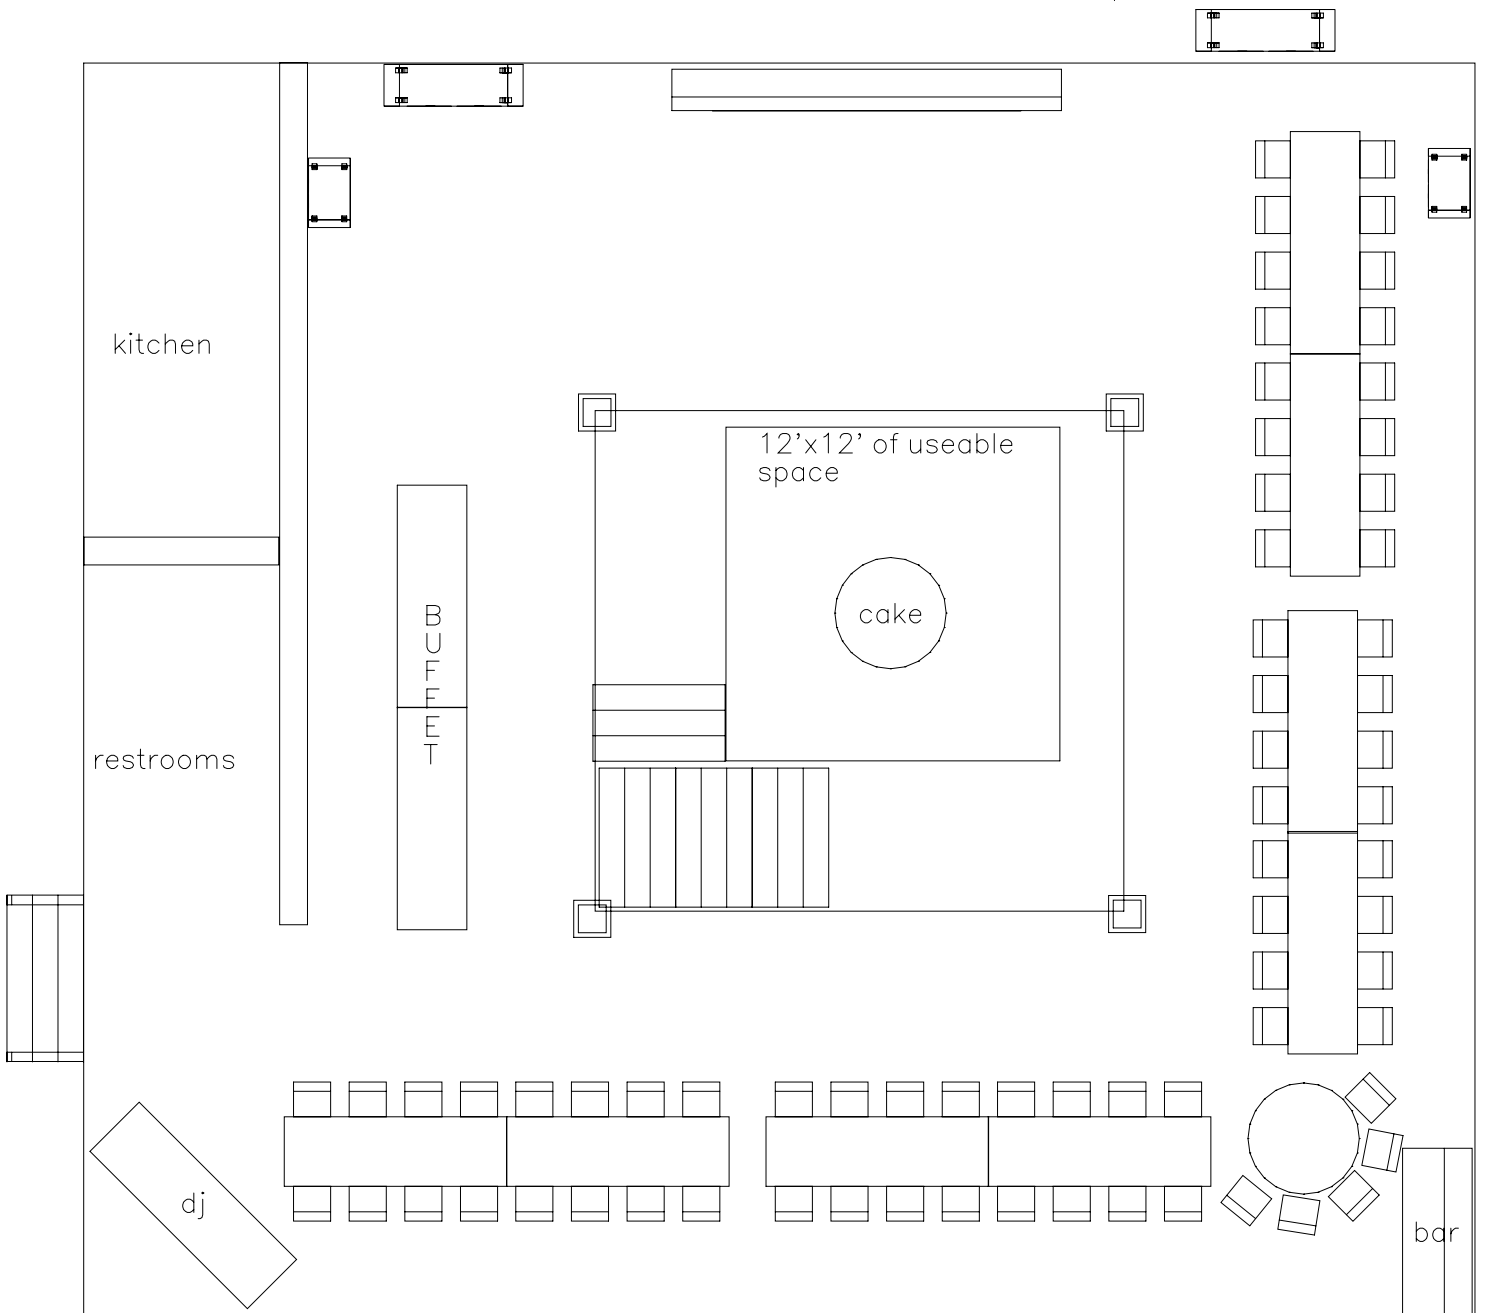 kitchen
12'x12' of useable
space
cake
B
U
F
F
E
T
restrooms
dj
bar